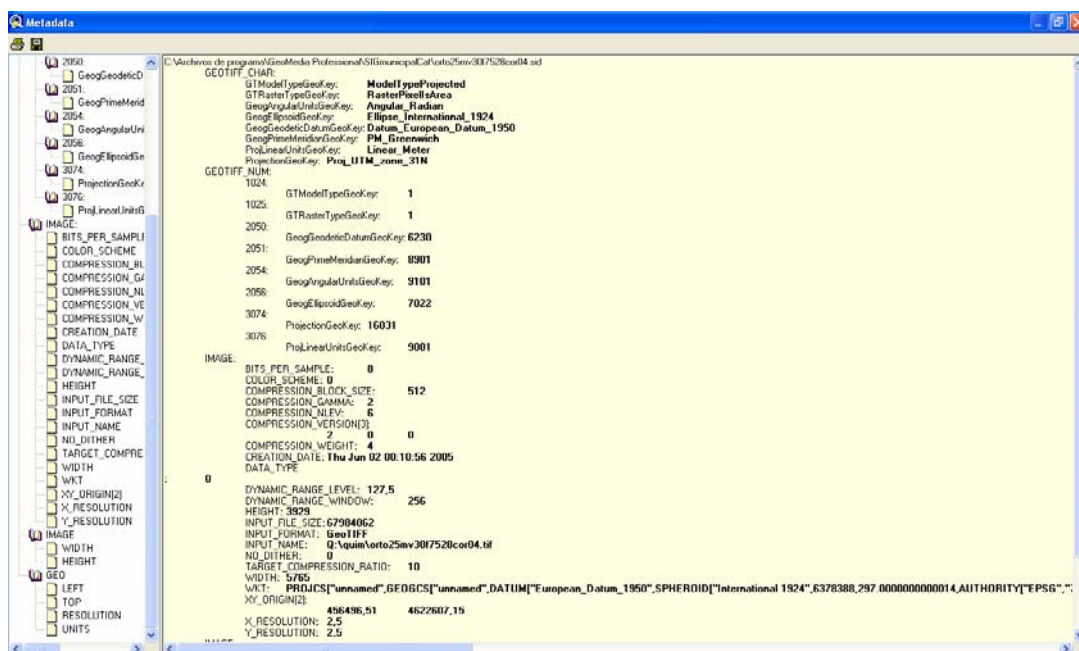 Metadata
2050:
GeogGeodeticD
2051:
GeogPrimeMerid
2054:
GeogAngularUni
2056:
GeogEllipsoidGe
3074:
ProjectionGeoKe
3076:
ProjLinearUnitsG
IMAGE:
BITS_PER_SAMPLE
COLOR_SCHEME
COMPRESSION_BL
COMPRESSION_GA
COMPRESSION_NL
COMPRESSION_VE
COMPRESSION_W
CREATION_DATE
DATA_TYPE
DYNAMIC_RANGE_
DYNAMIC_RANGE_
HEIGHT
INPUT_FILE_SIZE
INPUT_FORMAT
INPUT_NAME
NO_DITHER
TARGET_COMPRE
WIDTH
WKT
XY_ORIGIN[2]
X_RESOLUTION
Y_RESOLUTION
IMAGE
WIDTH
HEIGHT
GEO
LEFT
TOP
RESOLUTION
UNITS
C:\Archivos de programa\GeoMedia Professional\SIGmunicipalCat\orto25mv30f7528cor04.sid
GEOTIFF_CHAR:
GTModelTypeGeoKey: ModelTypeProjected
GTRasterTypeGeoKey: RasterPixelIsArea
GeogAngularUnitsGeoKey: Angular_Radian
GeogEllipsoidGeoKey: Ellipse_International_1924
GeogGeodeticDatumGeoKey: Datum_European_Datum_1950
GeogPrimeMeridianGeoKey: PM_Greenwich
ProjLinearUnitsGeoKey: Linear_Meter
ProjectionGeoKey: Proj_UTM_zone_31N
GEOTIFF_NUM:
1024:
GTModelTypeGeoKey: 1
1025:
GTRasterTypeGeoKey: 1
2050:
GeogGeodeticDatumGeoKey: 6230
2051:
GeogPrimeMeridianGeoKey: 8901
2054:
GeogAngularUnitsGeoKey: 9101
2056:
GeogEllipsoidGeoKey: 7022
3074:
ProjectionGeoKey: 16031
3076:
ProjLinearUnitsGeoKey: 9001
IMAGE:
BITS_PER_SAMPLE: 8
COLOR_SCHEME: 0
COMPRESSION_BLOCK_SIZE: 512
COMPRESSION_GAMMA: 2
COMPRESSION_NLEV: 6
COMPRESSION_VERSION[3]:
2 0 0
COMPRESSION_WEIGHT: 4
CREATION_DATE: Thu Jun 02 00:10:56 2005
DATA_TYPE
: 0
DYNAMIC_RANGE_LEVEL: 127,5
DYNAMIC_RANGE_WINDOW: 256
HEIGHT: 3929
INPUT_FILE_SIZE: 67984062
INPUT_FORMAT: GeoTIFF
INPUT_NAME: Q:\quim\orto25mv30f7528cor04.tif
NO_DITHER: 0
TARGET_COMPRESSION_RATIO: 10
WIDTH: 5765
WKT: PROJCS["unnamed",GEOGCS["unnamed",DATUM["European_Datum_1950",SPHEROID["International 1924",6378388,297.0000000000014,AUTHORITY["EPSG","
XY_ORIGIN[2]:
456496,51 4622607,15
X_RESOLUTION: 2,5
Y_RESOLUTION: 2,5